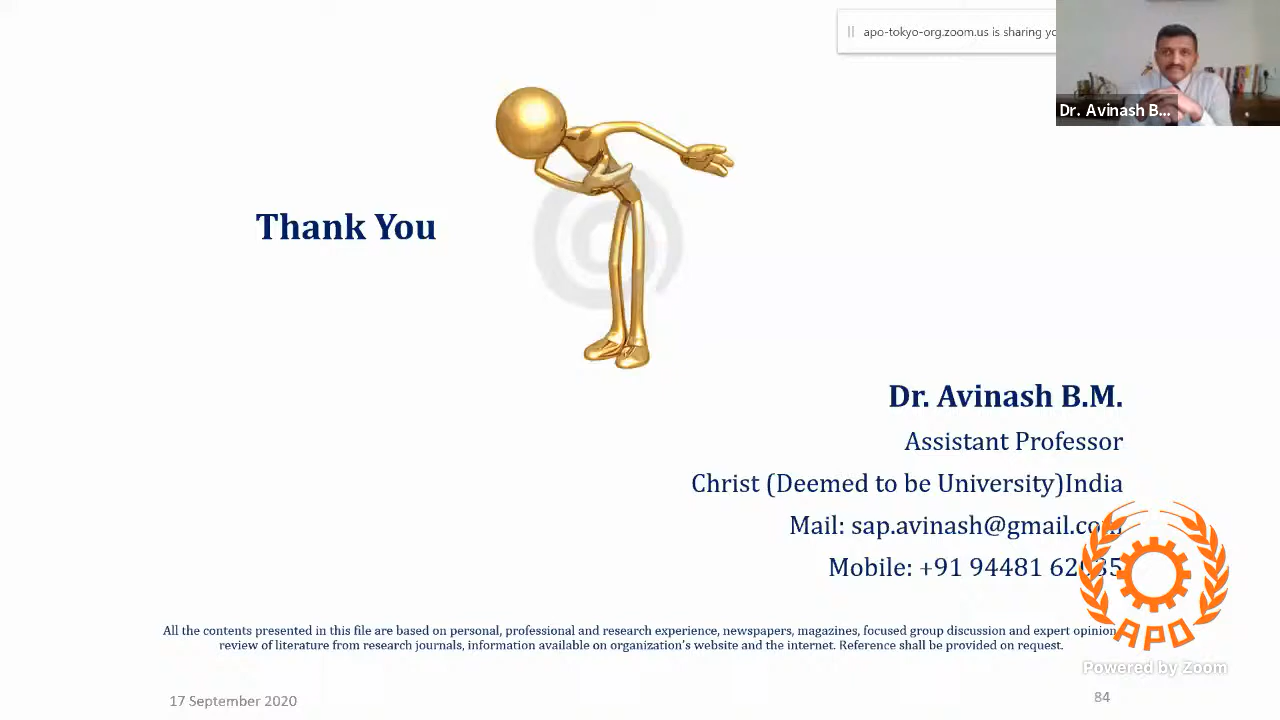 apo-tokyo-org.zoom.us is sharing yo
Dr. Avinash B...
Thank You
Dr. Avinash B.M.
Assistant Professor
Christ (Deemed to be University)India
Mail: sap.avinash@gmail.com
Mobile: +91 94481
All the contents presented in this file are based on personal, professional and research experience, newspapers, magazines, focused group discussion and expert opinion
review of literature from research journals, information available on organization's website and the internet. Reference shall be provided on request.
APO
Powered by Zoom
17 September 2020
84